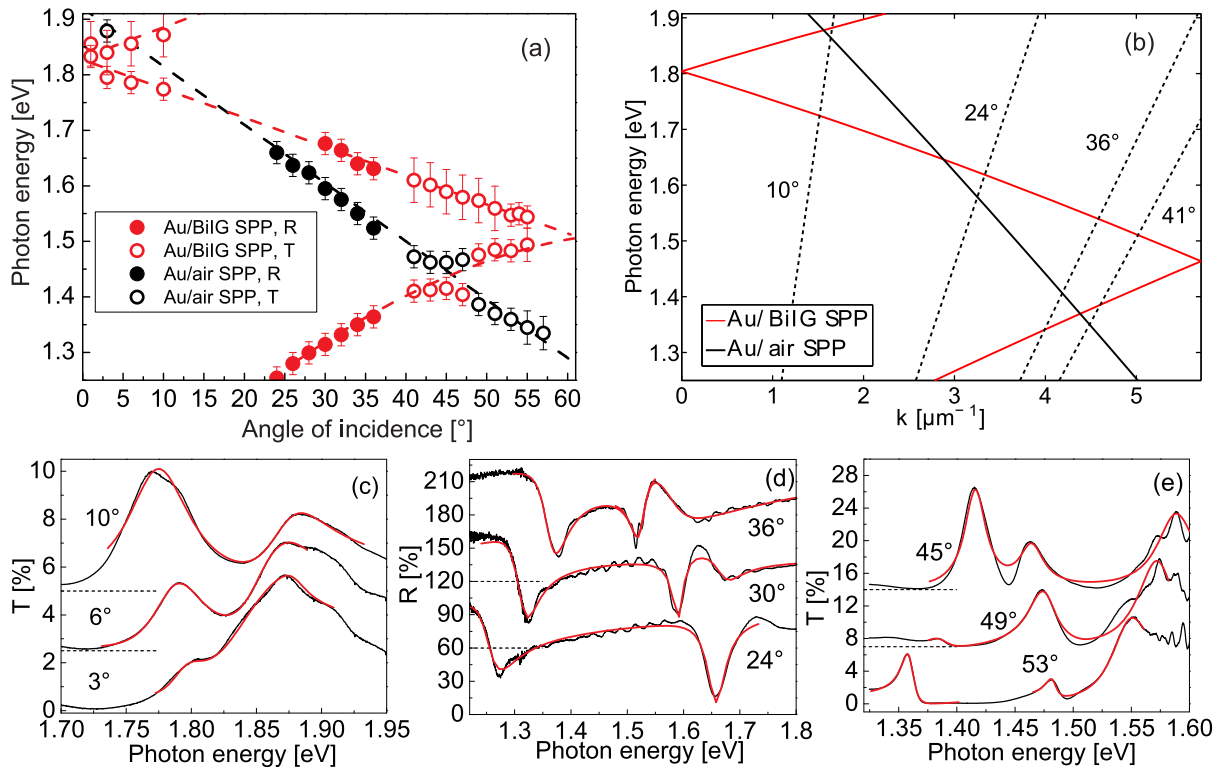 (a)
Photon energy [eV]
1.9
1.8
1.7
1.6
1.5
1.4
1.3
Au/BiIG SPP, R
Au/BiIG SPP, T
Au/air SPP, R
Au/air SPP, T
0 5 10 15 20 25 30 35 40 45 50 55 60
Angle of incidence [°]
(b)
Photon energy [eV]
1.9
1.8
1.7
1.6
1.5
1.4
1.3
10°
24°
36°
41°
Au/ BiIG SPP
Au/ air SPP
0 1 2 3 4 5
k [μm⁻¹]
(c)
T [%]
10
8
6
4
2
0
10°
6°
3°
1.70 1.75 1.80 1.85 1.90 1.95
Photon energy [eV]
(d)
R [%]
210
180
150
120
90
60
30
0
36°
30°
24°
1.3 1.4 1.5 1.6 1.7 1.8
Photon energy [eV]
(e)
T [%]
28
24
20
16
12
8
4
0
45°
49°
53°
1.35 1.40 1.45 1.50 1.55 1.60
Photon energy [eV]